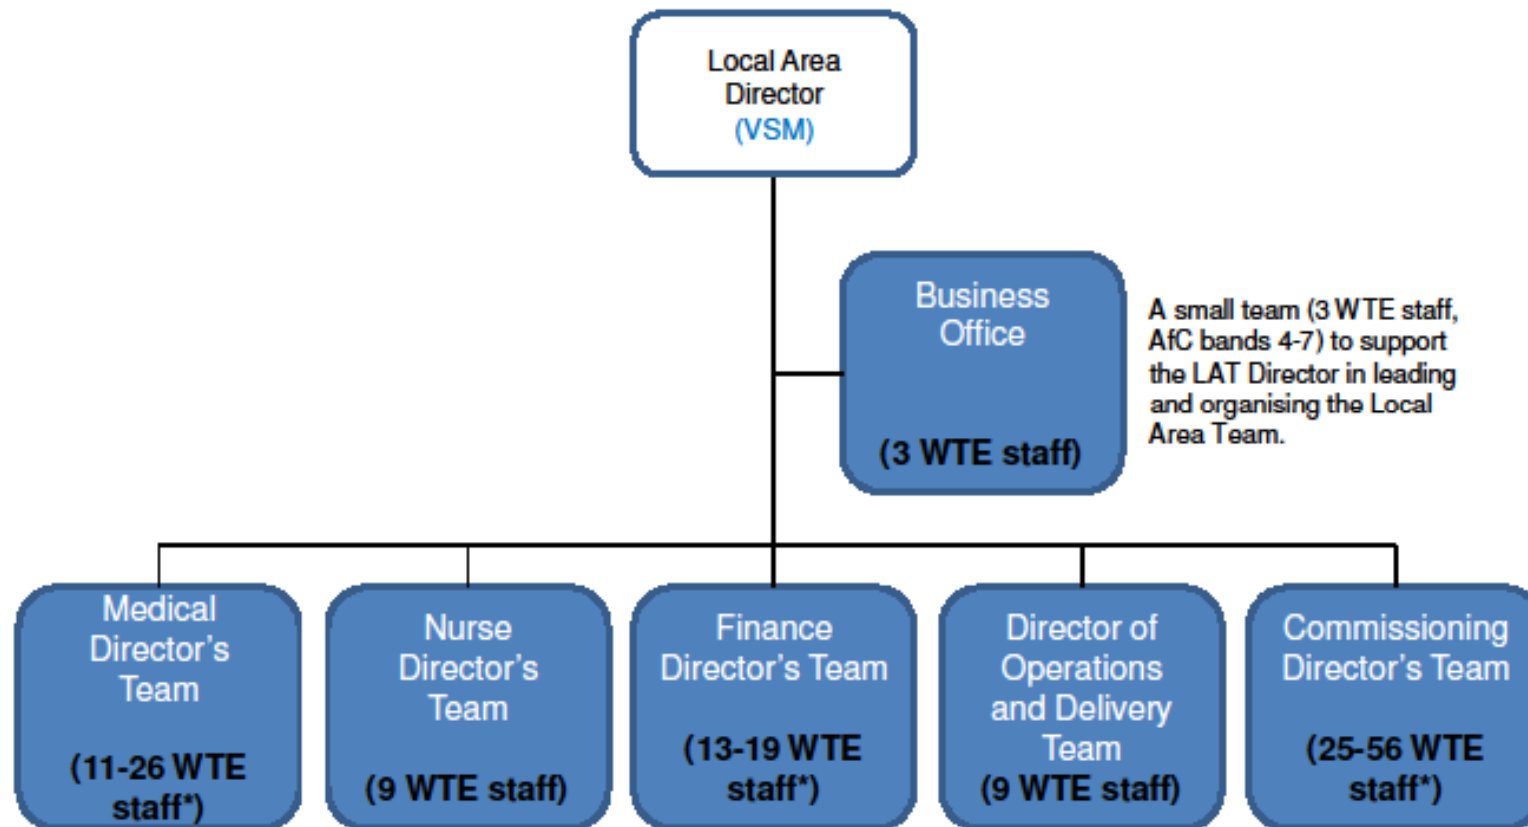 Local Area
Director
(VSM)
Business
Office
(3 WTE staff)
A small team (3 WTE staff,
AfC bands 4-7) to support
the LAT Director in leading
and organising the Local
Area Team.
Medical
Director's
Team
(11-26 WTE
staff*)
Nurse
Director's
Team
(9 WTE staff)
Finance
Director's Team
(13-19 WTE
staff*)
Director of
Operations
and Delivery
Team
(9 WTE staff)
Commissioning
Director's Team
(25-56 WTE
staff*)